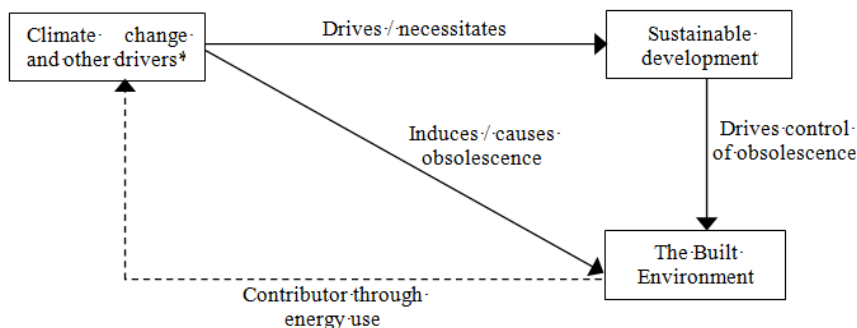 Climate change
and other drivers*
Drives / necessitates
Sustainable
development
Induces / causes
obsolescence
Drives control
of obsolescence
The Built
Environment
Contributor through
energy use